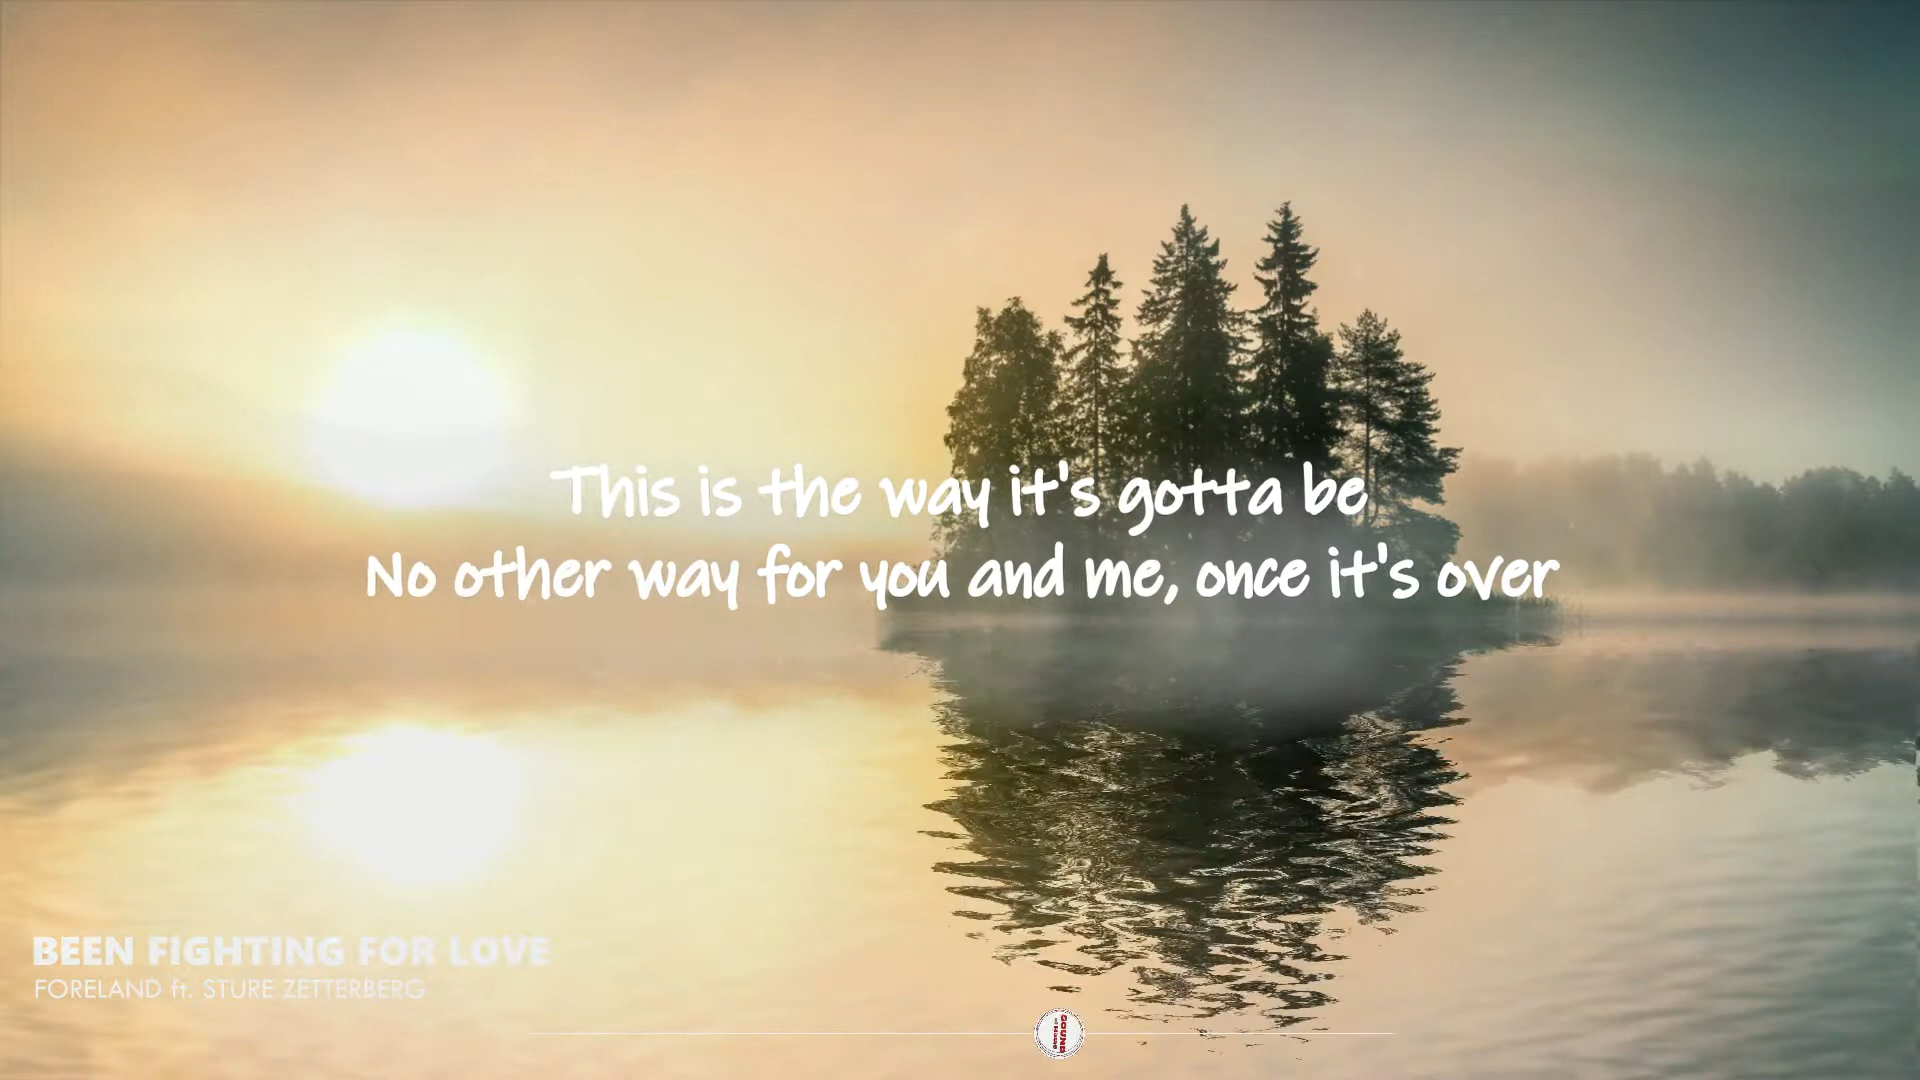 This is the way it's gotta be
No other way for you and me, once it's over
BEEN FIGHTING FOR LOVE
FORELAND ft. STURE ZETTERBERG